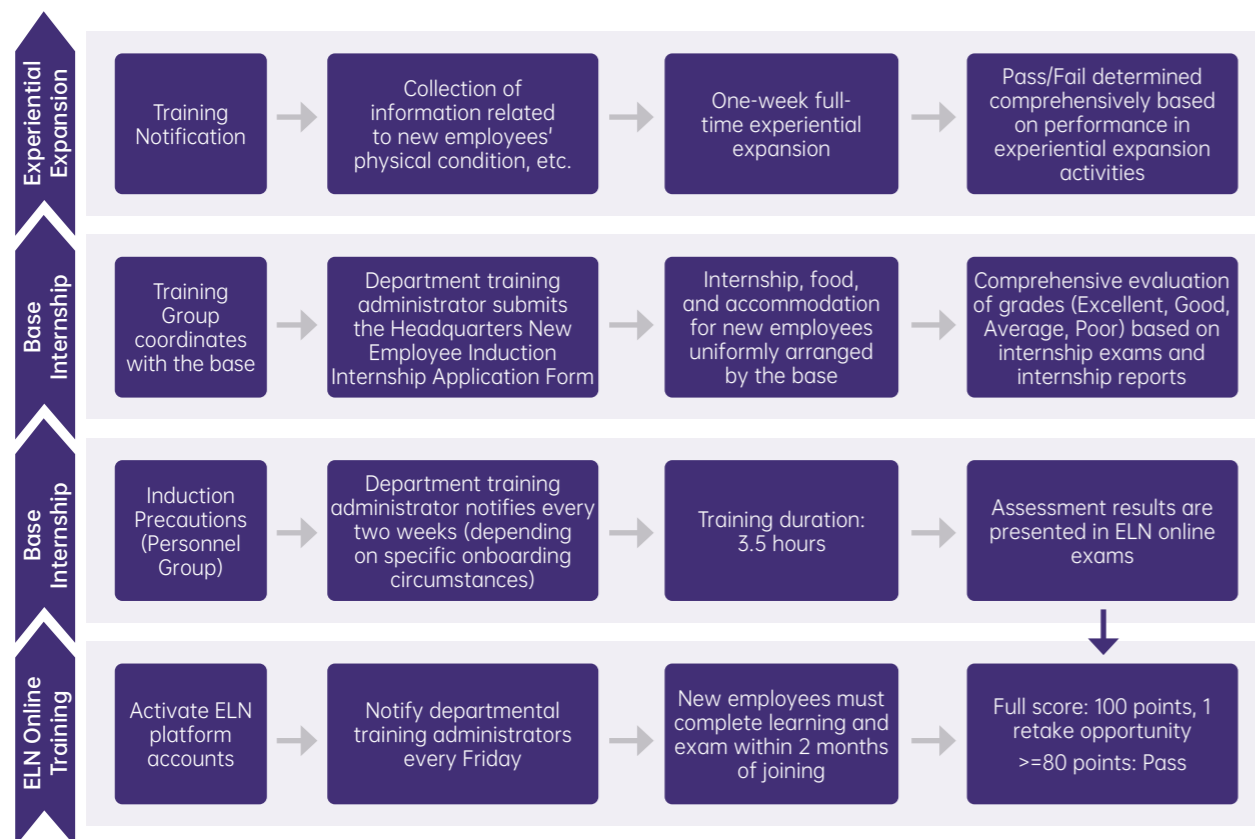 Experiential
Expansion
Training
Notification
Collection of
information related
to new employees'
physical condition, etc.
One-week full-
time experiential
expansion
Pass/Fail determined
comprehensively based
on performance in
experiential expansion
activities
Base
Internship
Training
Group
coordinates
with the base
Department training
administrator submits
the Headquarters New
Employee Induction
Internship Application Form
Internship, food,
and accommodation
for new employees
uniformly arranged
by the base
Comprehensive evaluation
of grades (Excellent, Good,
Average, Poor) based on
internship exams and
internship reports
Base
Internship
Induction
Precautions
(Personnel
Group)
Department training
administrator notifies every
two weeks (depending
on specific onboarding
circumstances)
Training duration:
3.5 hours
Assessment results are
presented in ELN online
exams
ELN Online
Training
Activate ELN
platform
accounts
Notify departmental
training administrators
every Friday
New employees must
complete learning and
exam within 2 months
of joining
Full score: 100 points, 1
retake opportunity
>=80 points: Pass